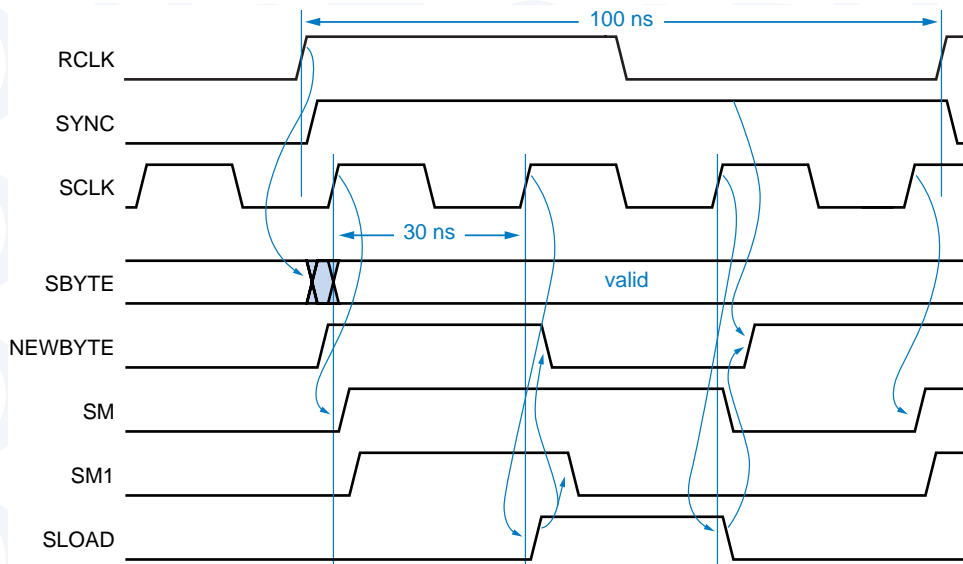 100 ns
RCLK
SYNC
SCLK
30 ns
SBYTE
valid
NEWBYTE
SM
SM1
SLOAD